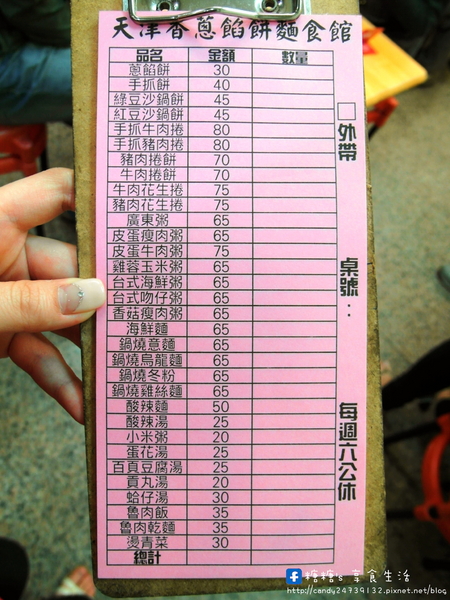 天津香蔥餡餅麵食館
品名 金額 數量
蔥餡餅 30
手抓餅 40
綠豆沙鍋餅 45
紅豆沙鍋餅 45
手抓牛肉捲 80
手抓豬肉捲 80
豬肉捲餅 70
牛肉捲餅 70
牛肉花生捲 75
豬肉花生捲 75
廣東粥 65
皮蛋瘦肉粥 65
皮蛋牛肉粥 75
雞蓉玉米粥 65
台式海鮮粥 65
台式吻仔粥 65
香菇瘦肉粥 65
海鮮麵 65
鍋燒意麵 65
鍋燒烏龍麵 65
鍋燒冬粉 65
鍋燒雞絲麵 65
酸辣麵 50
酸辣湯 25
小米粥 20
蛋花湯 25
百頁豆腐湯 25
貢丸湯 20
蛤仔湯 30
魯肉飯 35
魯肉乾麵 35
燙青菜 30
總計
□外帶
桌號：
每週六公休
糖糖's 享食生活
http://candy24739132.pixnet.net/blog